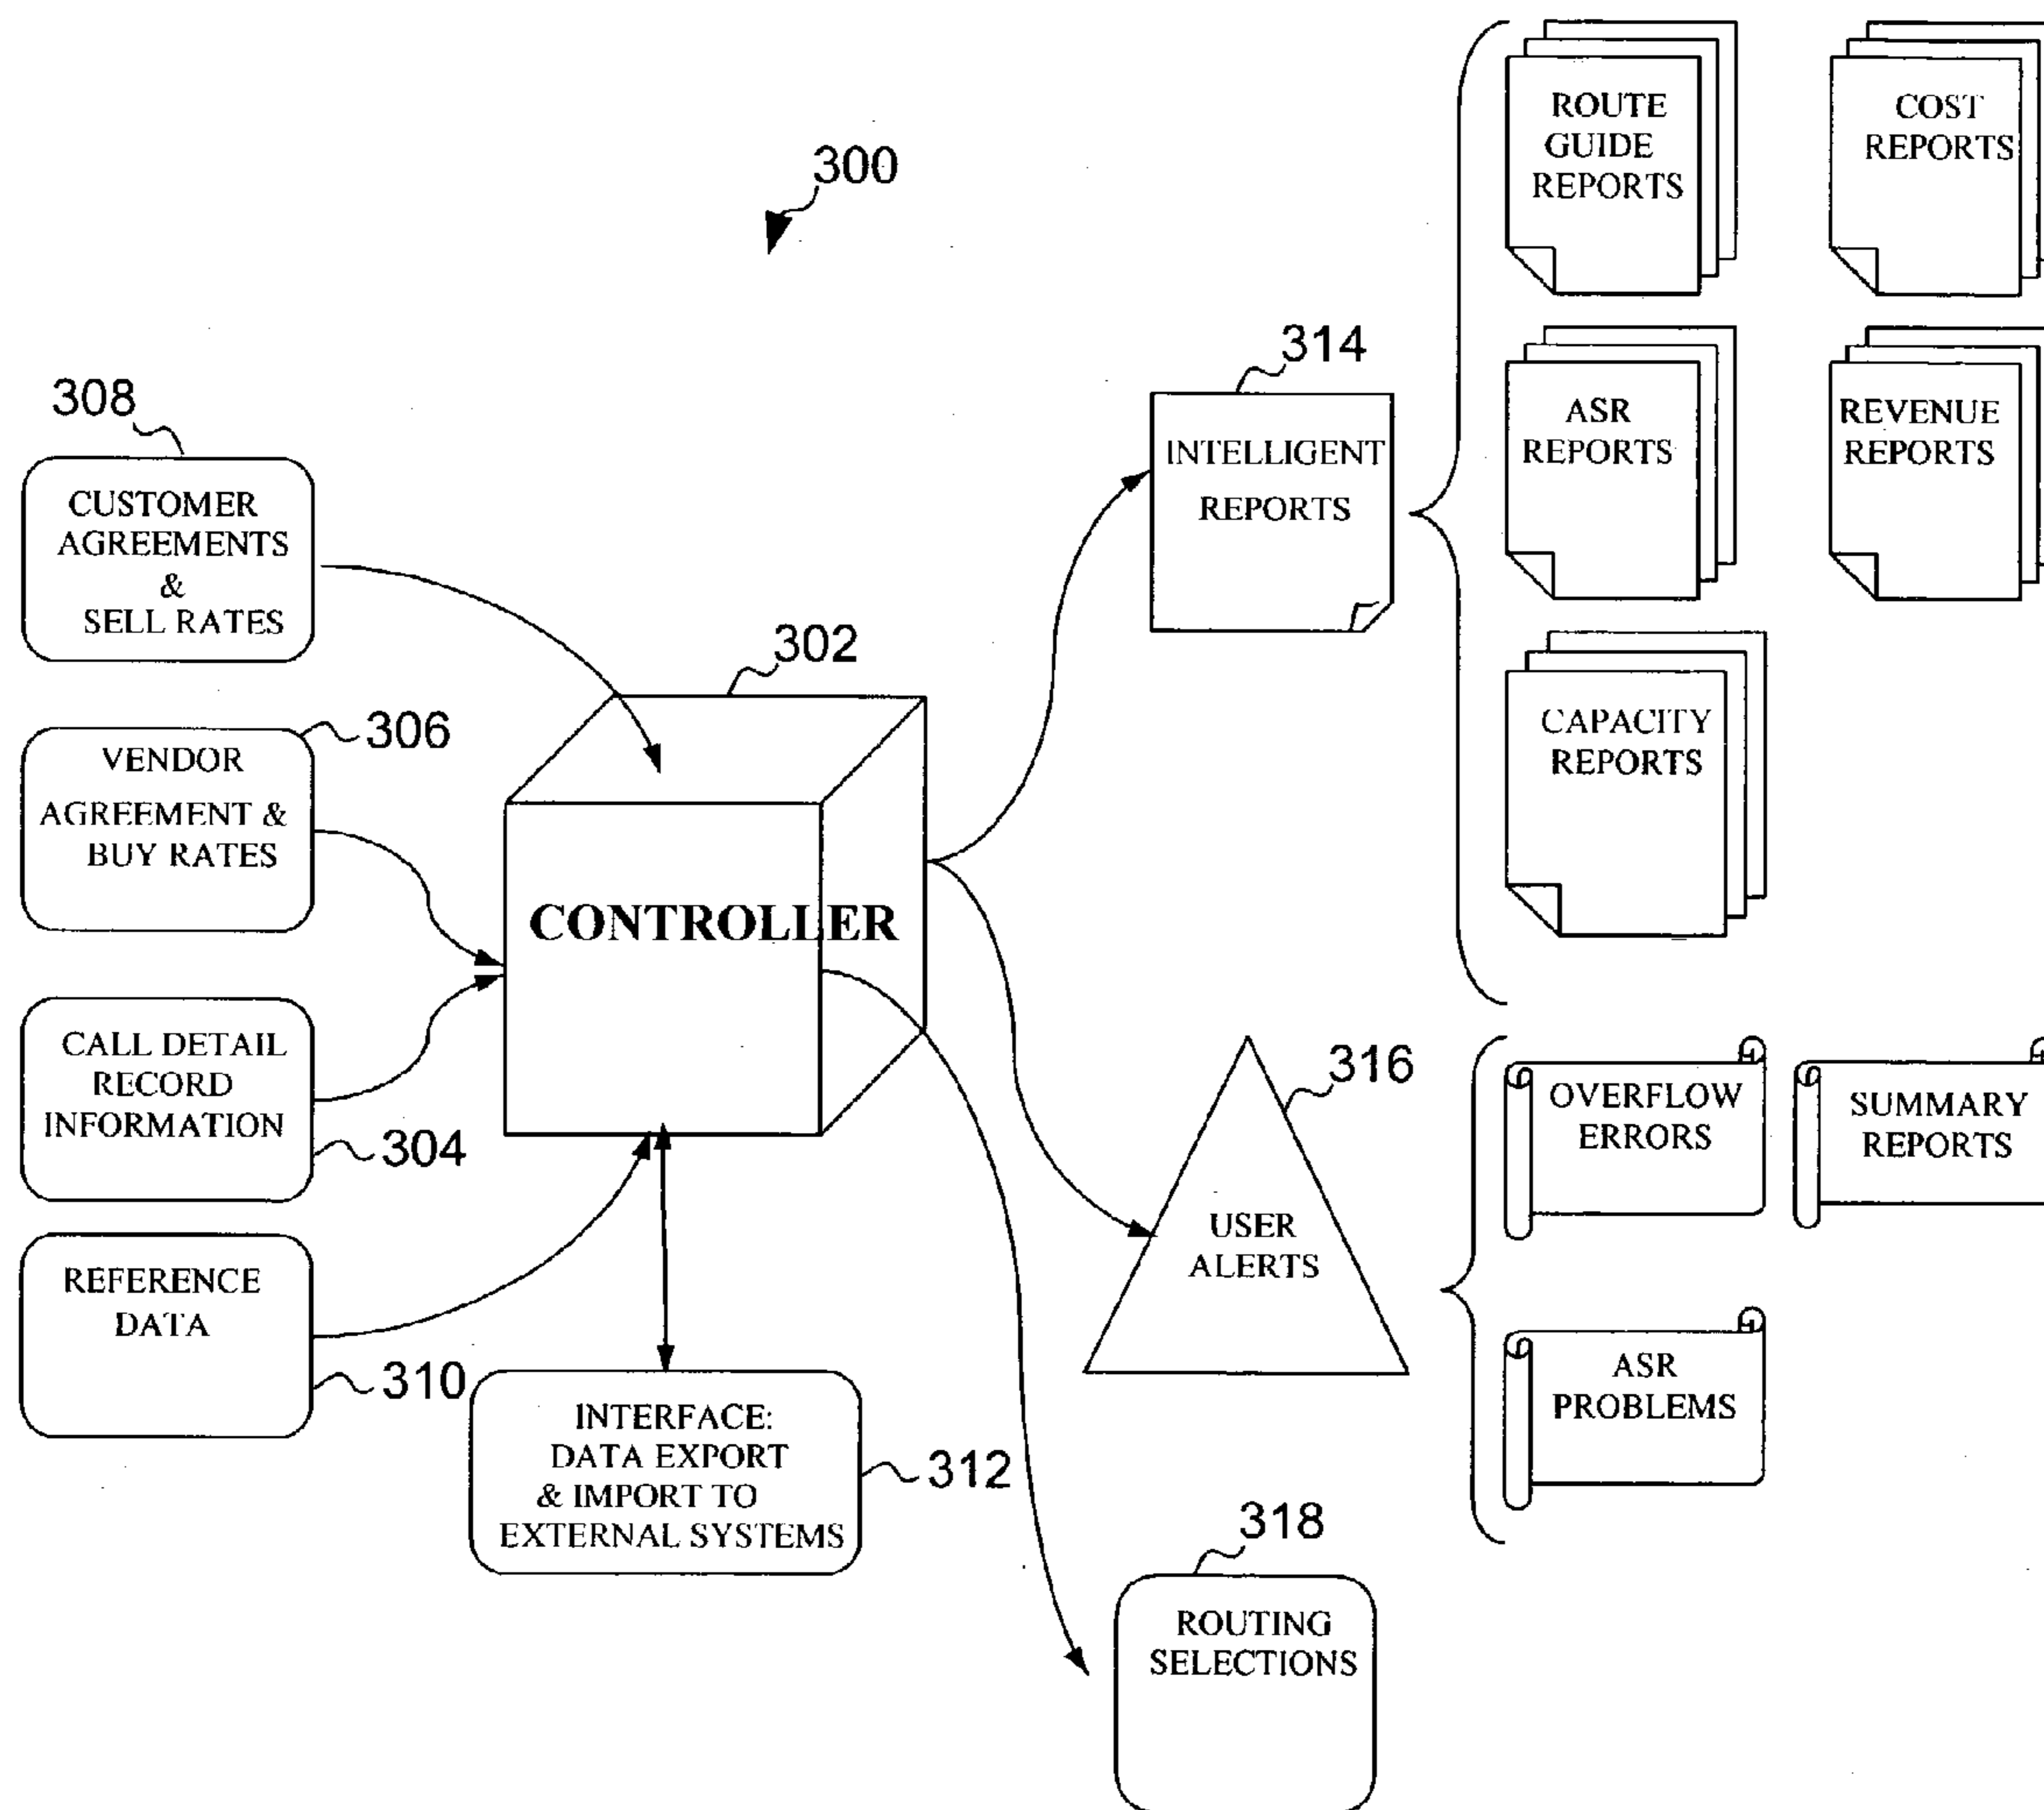 300
308
CUSTOMER
AGREEMENTS
&
SELL RATES
306
VENDOR
AGREEMENT &
BUY RATES
CALL DETAIL
RECORD
INFORMATION
304
REFERENCE
DATA
310
302
CONTROLLER
INTERFACE:
DATA EXPORT
& IMPORT TO
EXTERNAL SYSTEMS
312
314
INTELLIGENT
REPORTS
ROUTE
GUIDE
REPORTS
COST
REPORTS
ASR
REPORTS
REVENUE
REPORTS
CAPACITY
REPORTS
316
USER
ALERTS
OVERFLOW
ERRORS
SUMMARY
REPORTS
ASR
PROBLEMS
318
ROUTING
SELECTIONS